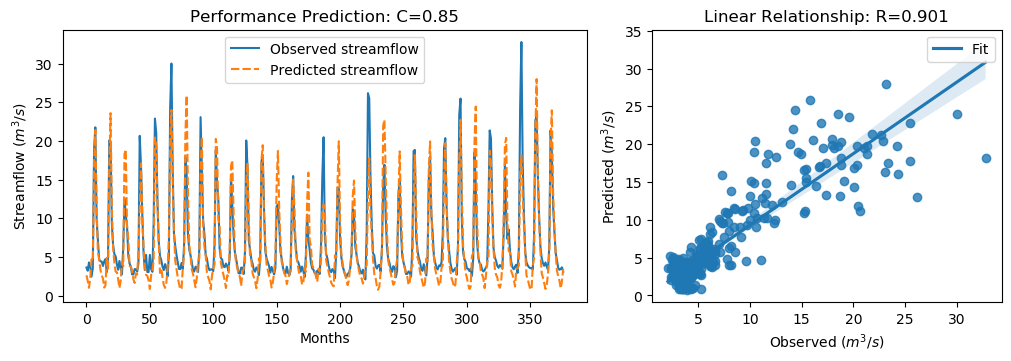 Performance Prediction: C=0.85
Observed streamflow
Predicted streamflow
Streamflow (m³/s)
30
25
20
15
10
5
0
0 50 100 150 200 250 300 350
Months
Linear Relationship: R=0.901
Fit
Predicted (m³/s)
35
30
25
20
15
10
5
0
5 10 15 20 25 30
Observed (m³/s)